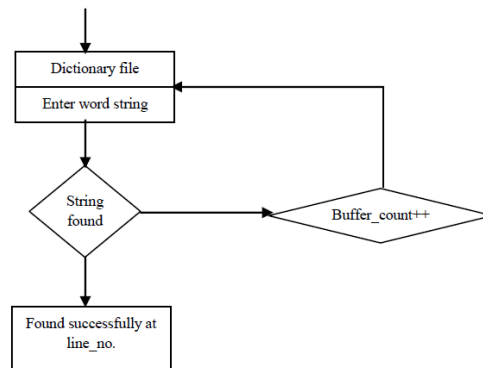 Dictionary file
Enter word string
String
found
Buffer_count++
Found successfully at
line_no.